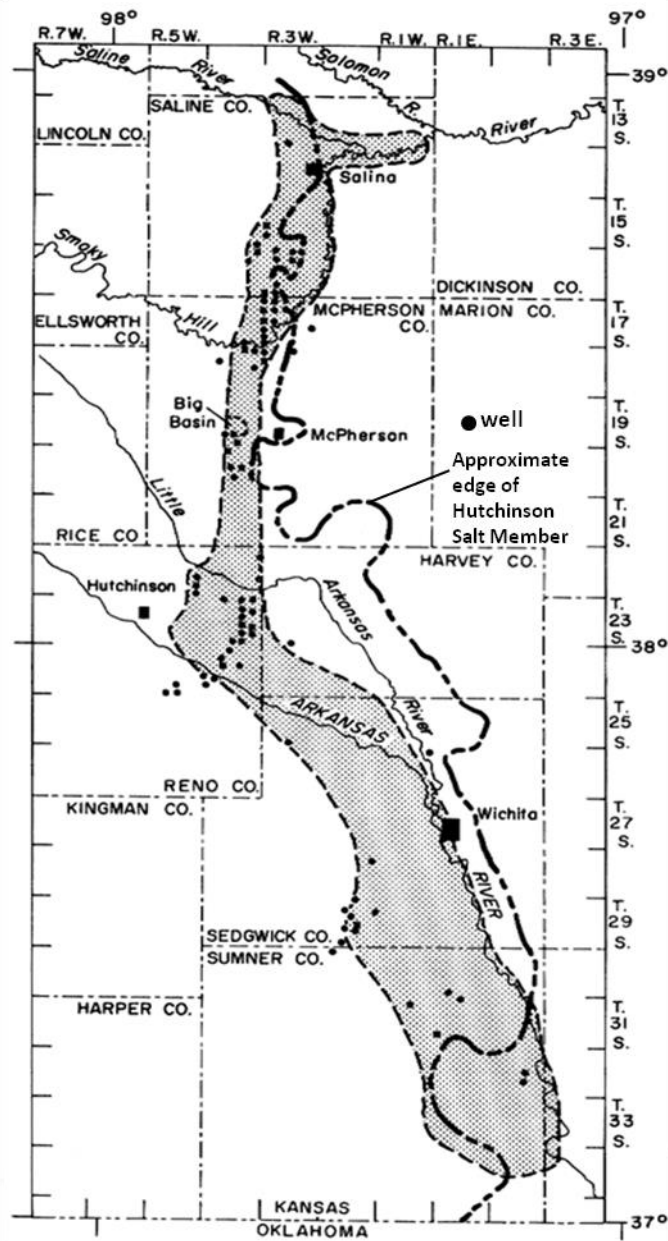 98° 97°
R.7W. R.5W. R.3W. R.1W. R.1E. R.3E.
Saline River
Solomon R.
39°
SALINE CO.
T. 13 S.
LINCOLN CO.
River
Salina
T. 15 S.
Smoky Hill
DICKINSON CO.
MCPHERSON CO.
MARION CO.
ELLSWORTH CO.
T. 17 S.
Big
Basin
McPherson
well
T. 19 S.
Approximate
edge of
Hutchinson
Salt Member
Little
T. 21 S.
RICE CO.
HARVEY CO.
Hutchinson
Arkansas River
T. 23 S.
38°
ARKANSAS RIVER
T. 25 S.
RENO CO.
KINGMAN CO.
Wichita
T. 27 S.
SEDGWICK CO.
SUMNER CO.
T. 29 S.
HARPER CO.
T. 31 S.
T. 33 S.
KANSAS
OKLAHOMA
37°